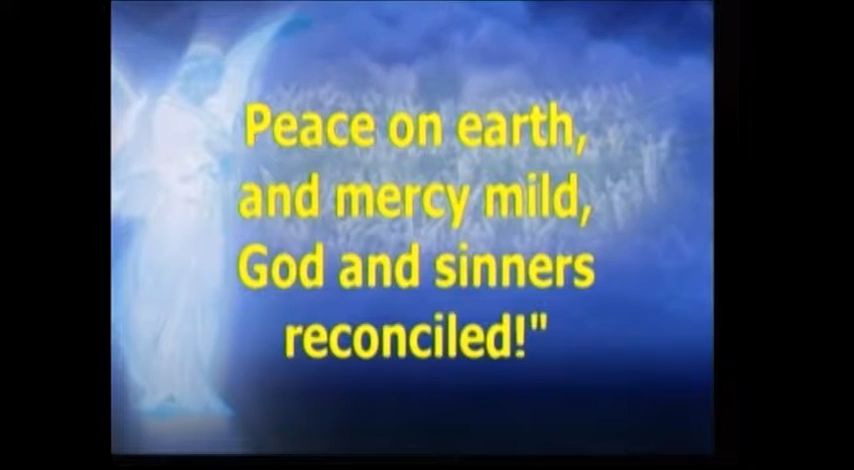 Peace on earth,
and mercy mild,
God and sinners
reconciled!"